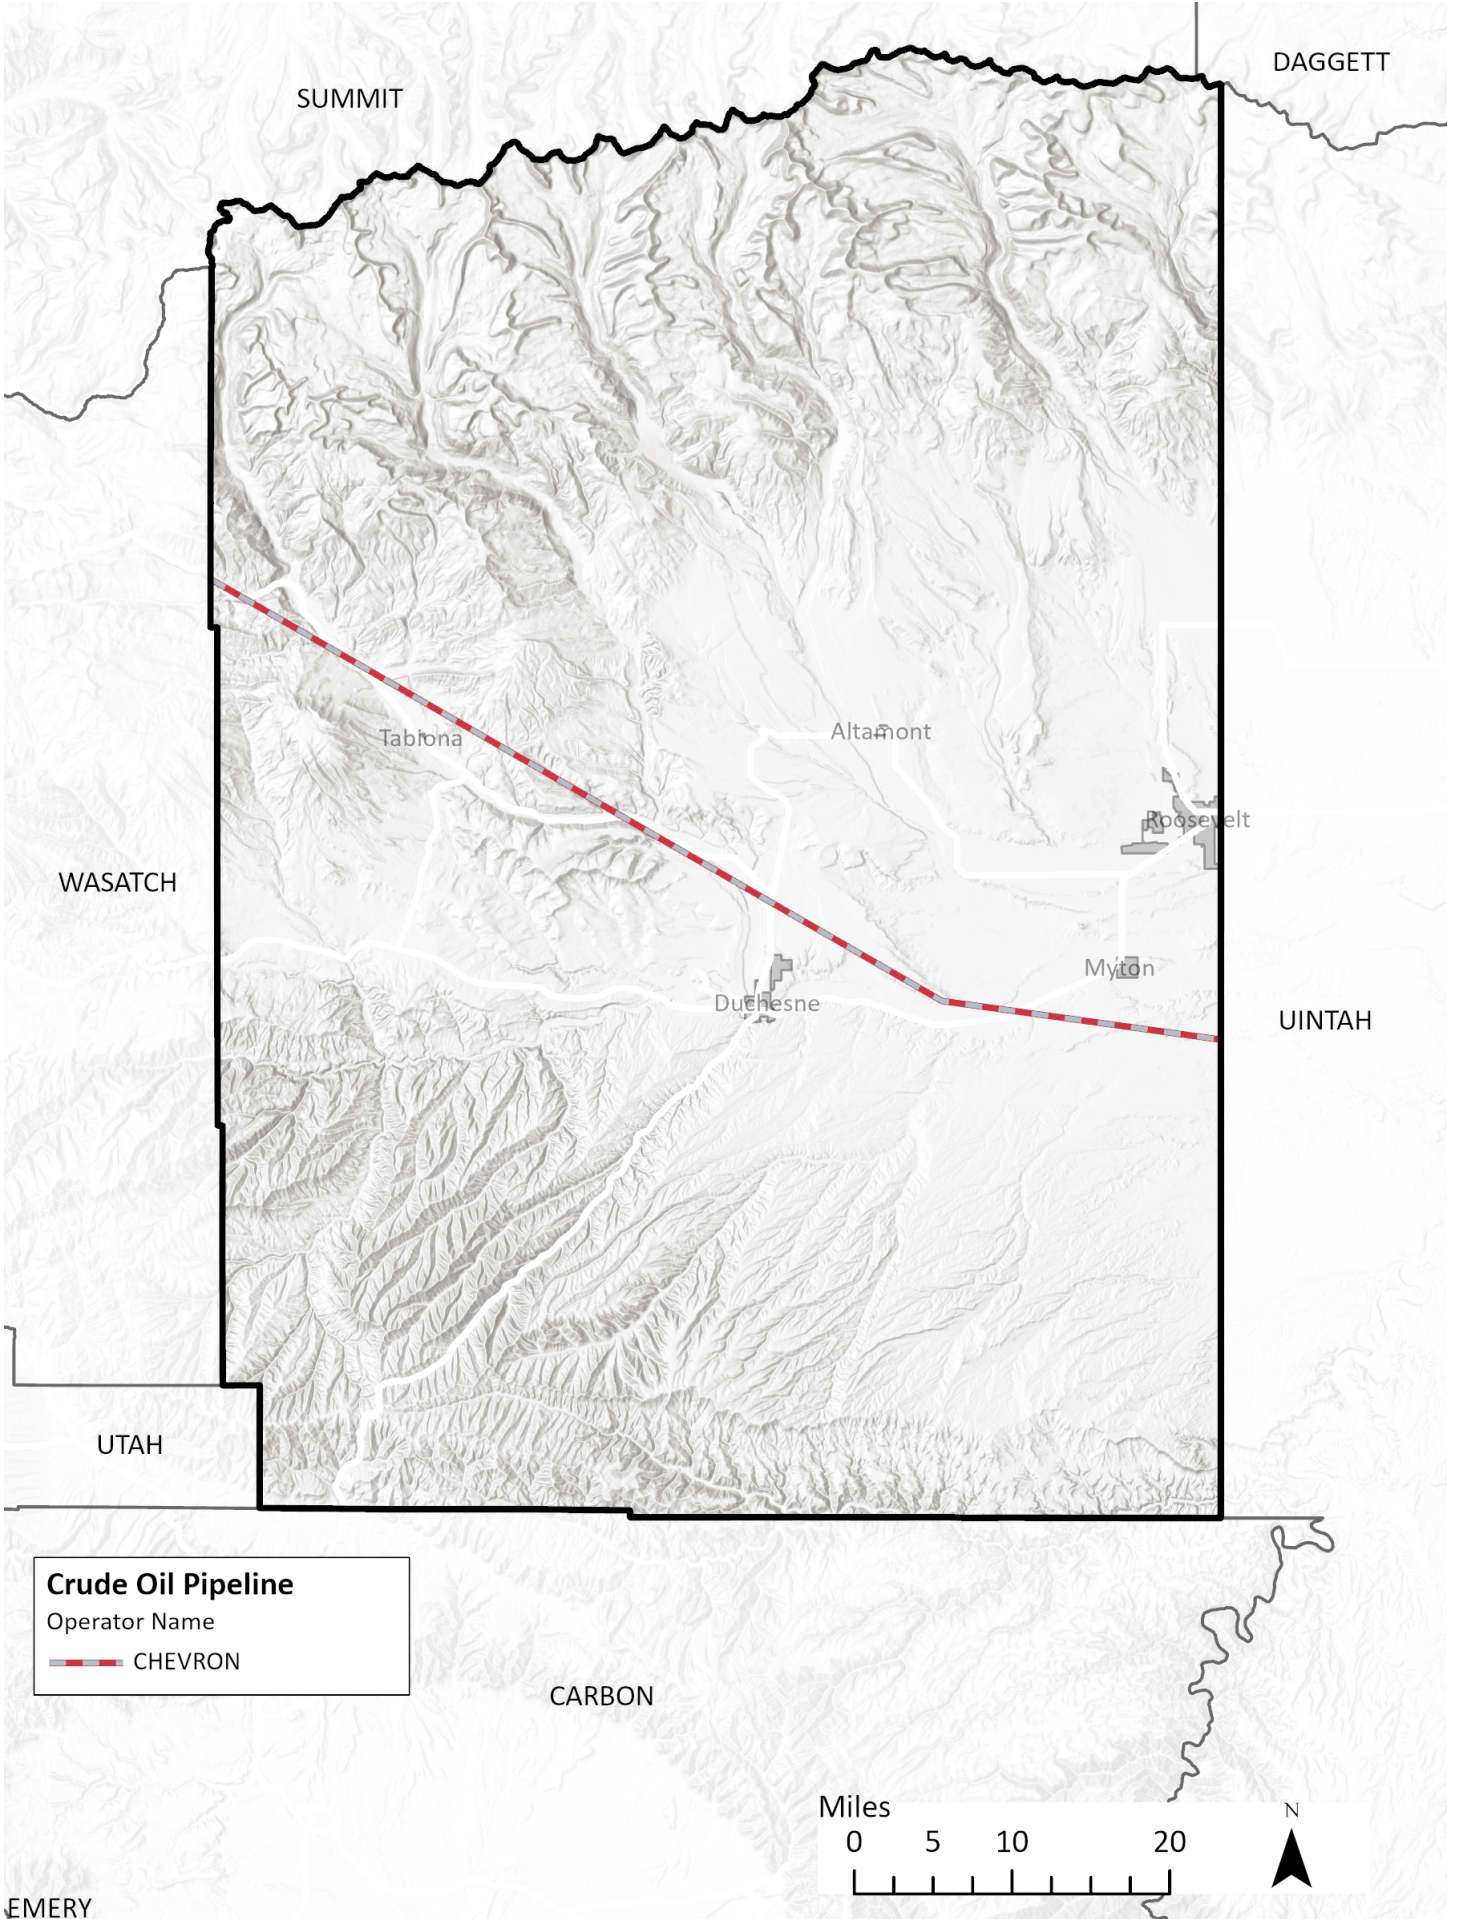 DAGGETT
SUMMIT
Altamont
Tabiona
Roosevelt
WASATCH
Myton
Duchesne
UINTAH
UTAH
Crude Oil Pipeline
Operator Name
CHEVRON
CARBON
Miles
0 5 10 20
N
EMERY